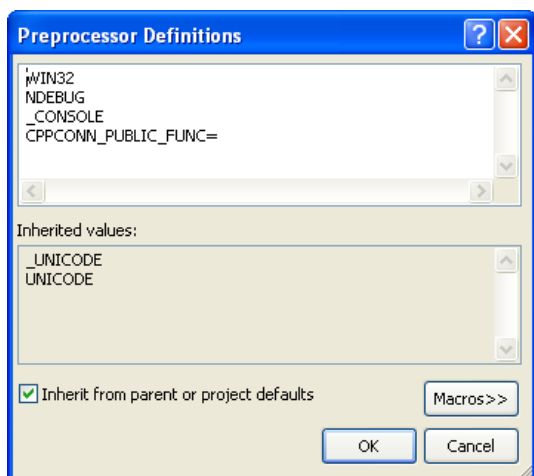 Preprocessor Definitions
WIN32
NDEBUG
_CONSOLE
CPPCONN_PUBLIC_FUNC=
Inherited values:
_UNICODE
UNICODE
Inherit from parent or project defaults
Macros>>
OK
Cancel